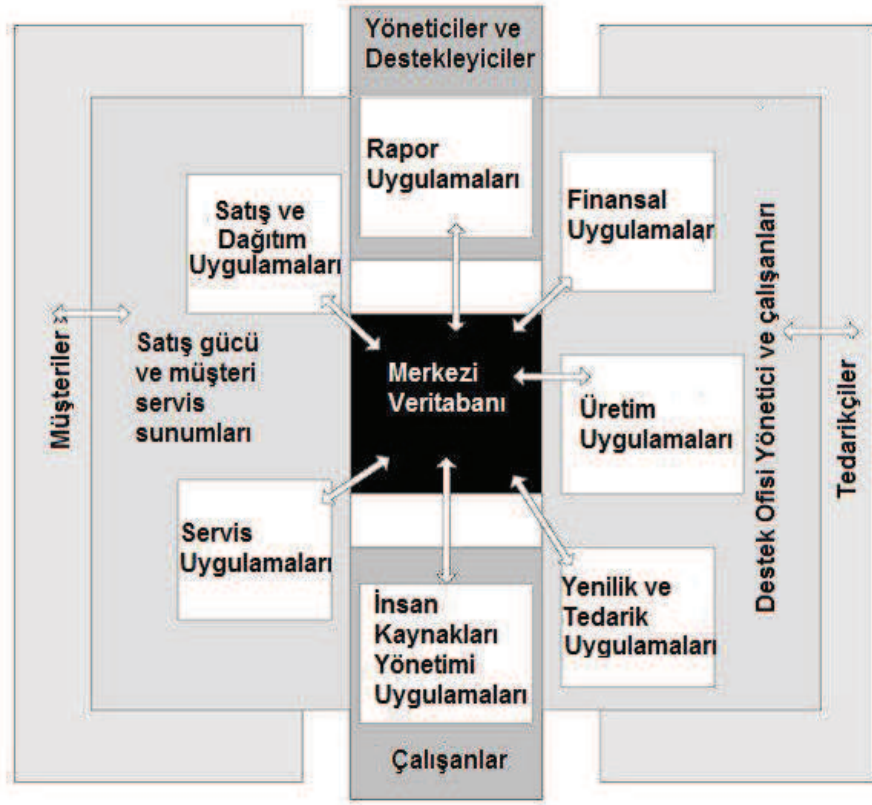 Yöneticiler ve
Destekleyiciler
Rapor
Uygulamaları
Satış ve
Dağıtım
Uygulamaları
Finansal
Uygulamalar
Müşteriler
Satış gücü
ve müşteri
servis
sunumları
Merkezi
Veritabanı
Üretim
Uygulamaları
Destek Ofisi Yönetici ve çalışanları
Tedarikçiler
Servis
Uygulamaları
İnsan
Kaynakları
Yönetimi
Uygulamaları
Yenilik ve
Tedarik
Uygulamaları
Çalışanlar